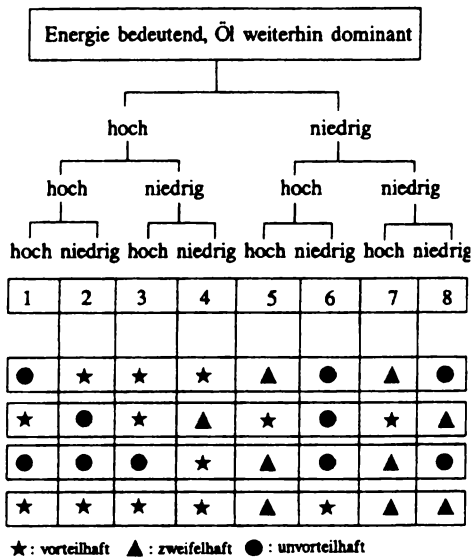 Energie bedeutend, Öl weiterhin dominant
hoch niedrig
hoch niedrig hoch niedrig
hoch niedrig hoch niedrig hoch niedrig hoch niedrig
1 2 3 4 5 6 7 8
★: vorteilhaft ▲: zweifelhaft ●: unvorteilhaft